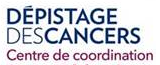 DÉPISTAGE
DESCANCERS
Centre de coordination